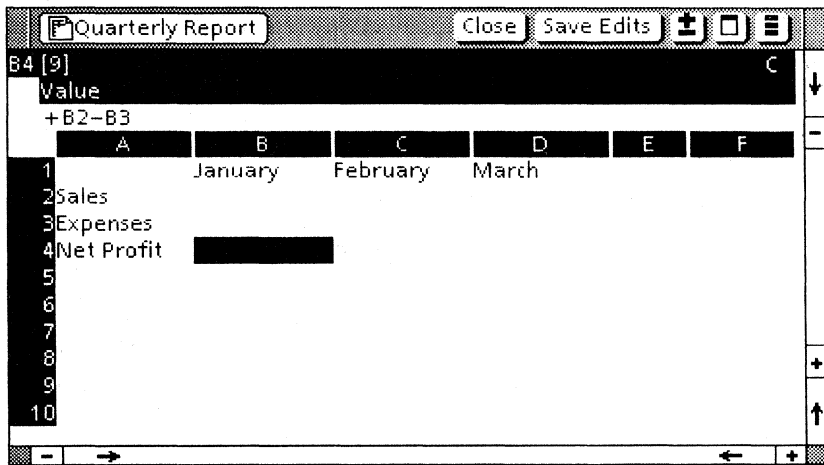 Quarterly Report Close Save Edits
B4 [9] C
Value
+B2–B3
A B C D E F
1 January February March
2 Sales
3 Expenses
4 Net Profit
5
6
7
8
9
10